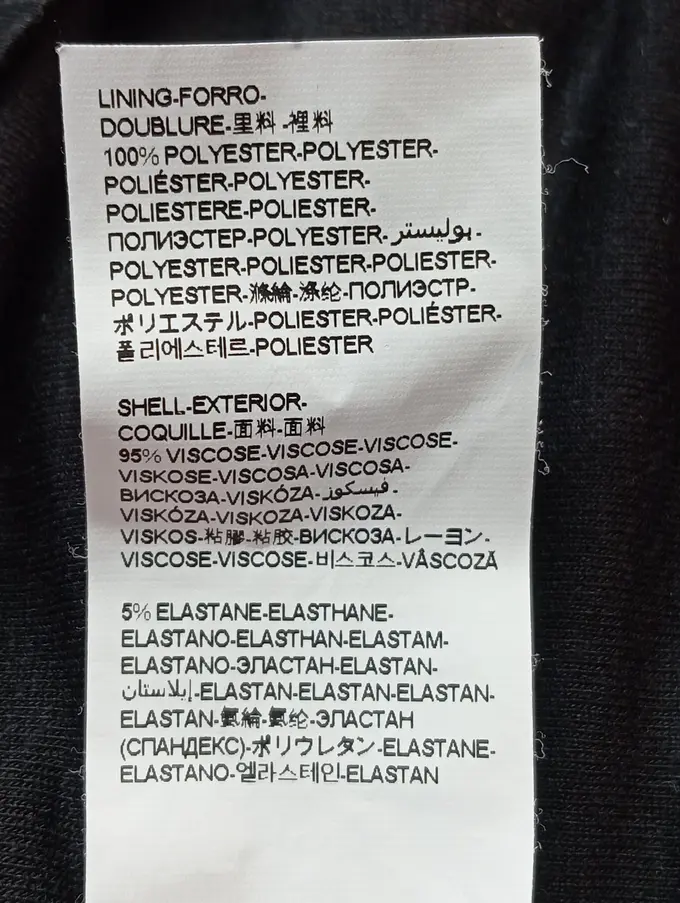 LINING-FORRO-
DOUBLURE-里料-裡料
100% POLYESTER-POLYESTER-
POLIÉSTER-POLYESTER-
POLIESTERE-POLIESTER-
ПОЛИЭСТЕР-POLYESTER-بوليستر-
POLYESTER-POLIESTER-POLIESTER-
POLYESTER-滌綸-涤纶-ПОЛИЭСТР-
ポリエステル-POLIESTER-POLIÉSTER-
폴리에스테르-POLIESTER
SHELL-EXTERIOR-
COQUILLE-面料-面料
95% VISCOSE-VISCOSE-VISCOSE-
VISKOSE-VISCOSA-VISCOSA-
ВИСКОЗА-VISKÓZA-فيسكوز-
VISKÓZA-VISKOZA-VISKOZA-
VISKOS-粘膠-粘胶-ВИСКОЗА-レーヨン-
VISCOSE-VISCOSE-비스코스-VÂSCOZĂ
5% ELASTANE-ELASTHANE-
ELASTANO-ELASTHAN-ELASTAM-
ELASTANO-ЭЛАСТАН-ELASTAN-
إيلاستان-ELASTAN-ELASTAN-ELASTAN-
ELASTAN-氨綸-氨纶-ЭЛАСТАН
(СПАНДЕКС)-ポリウレタン-ELASTANE-
ELASTANO-엘라스테인-ELASTAN